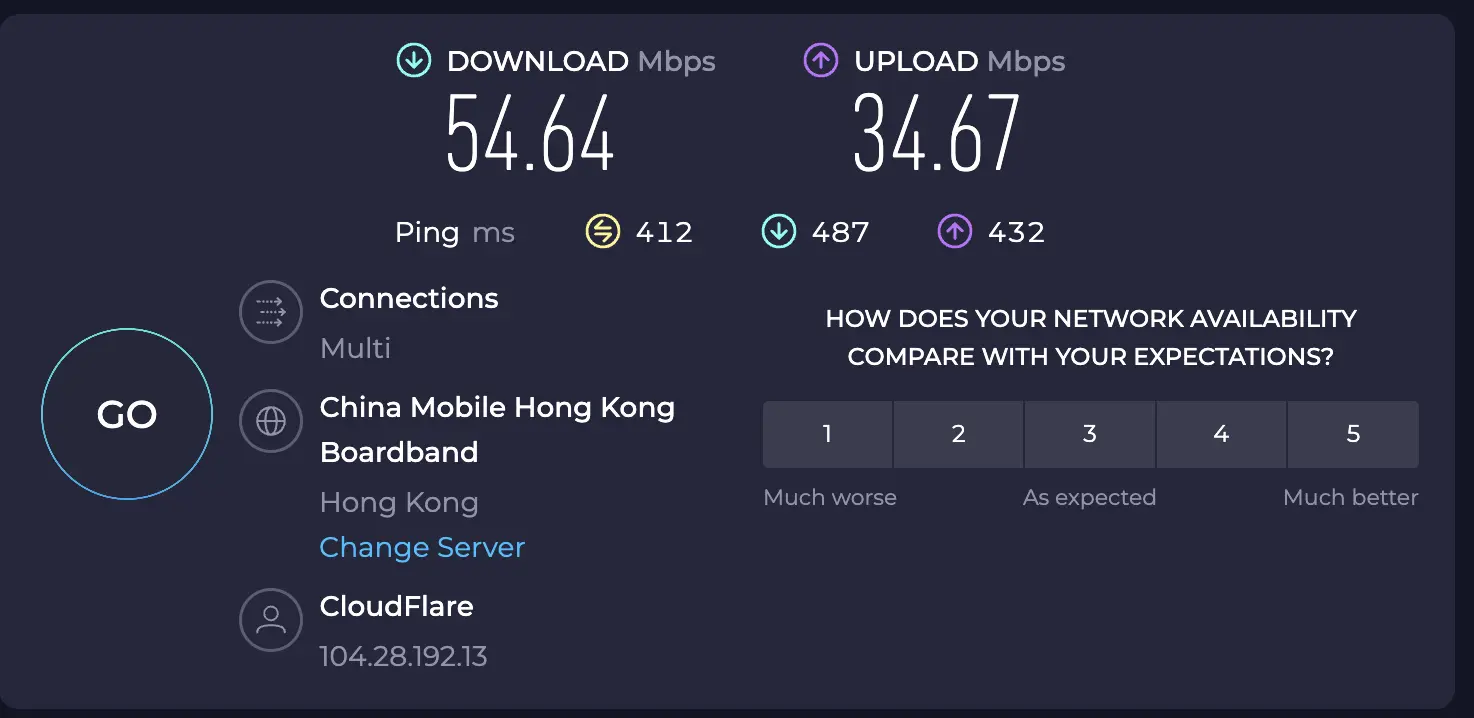 DOWNLOAD Mbps
UPLOAD Mbps
54.64
34.67
Ping ms 412 487 432
Connections
Multi
China Mobile Hong Kong
Boardband
Hong Kong
Change Server
CloudFlare
104.28.192.13
GO
HOW DOES YOUR NETWORK AVAILABILITY
COMPARE WITH YOUR EXPECTATIONS?
1 2 3 4 5
Much worse As expected Much better